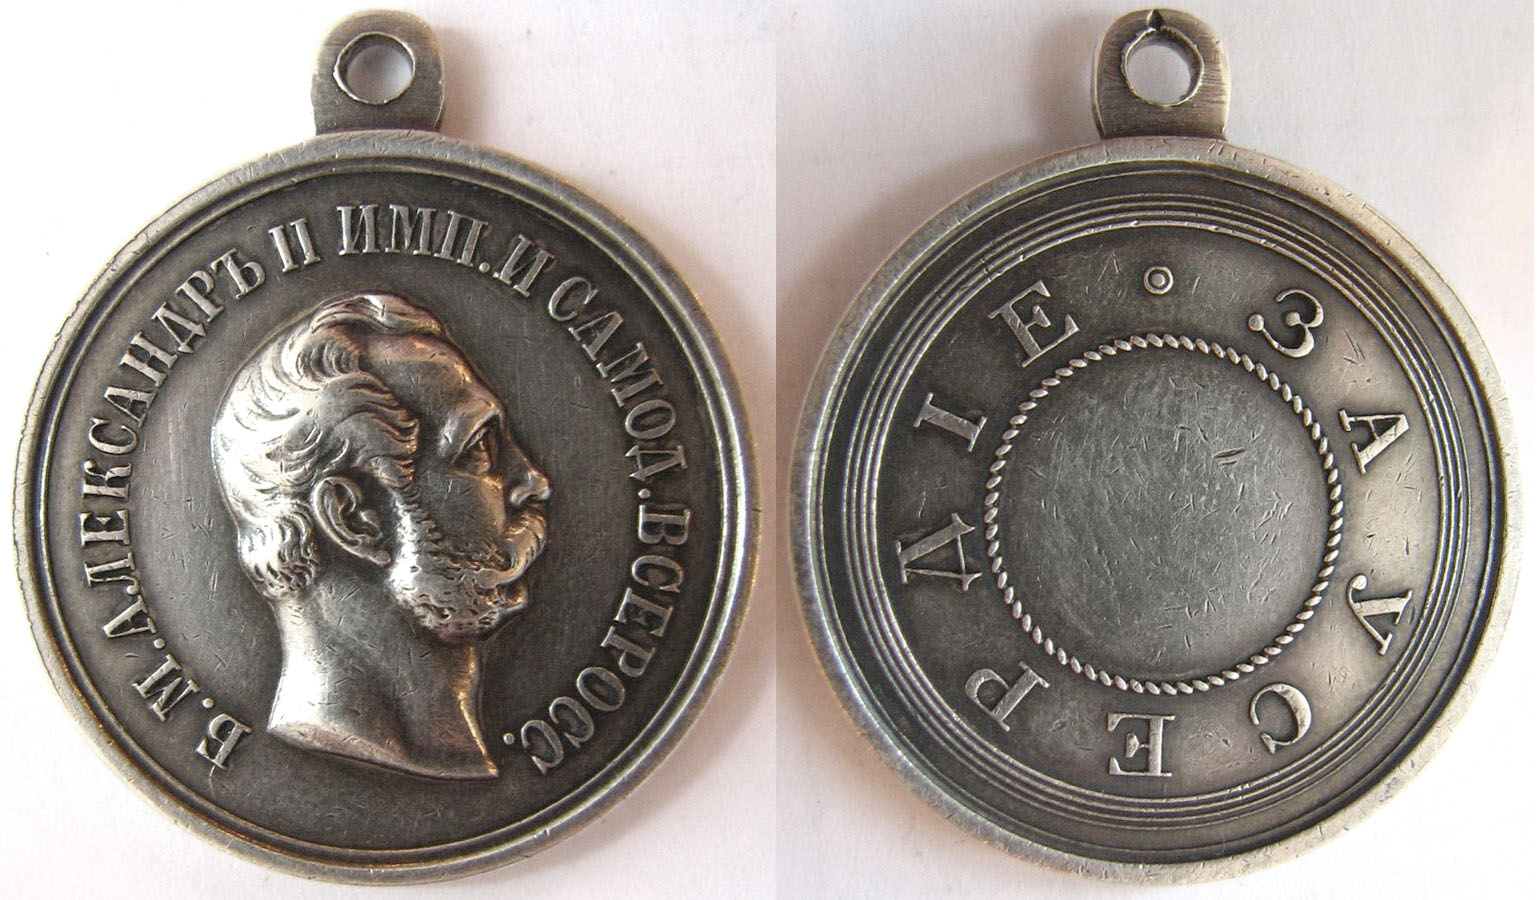 Б.М.АЛЕКСАНДРЪ II ИМП.И САМОД.ВСЕРОСС.
ЗА УСЕРДІЕ